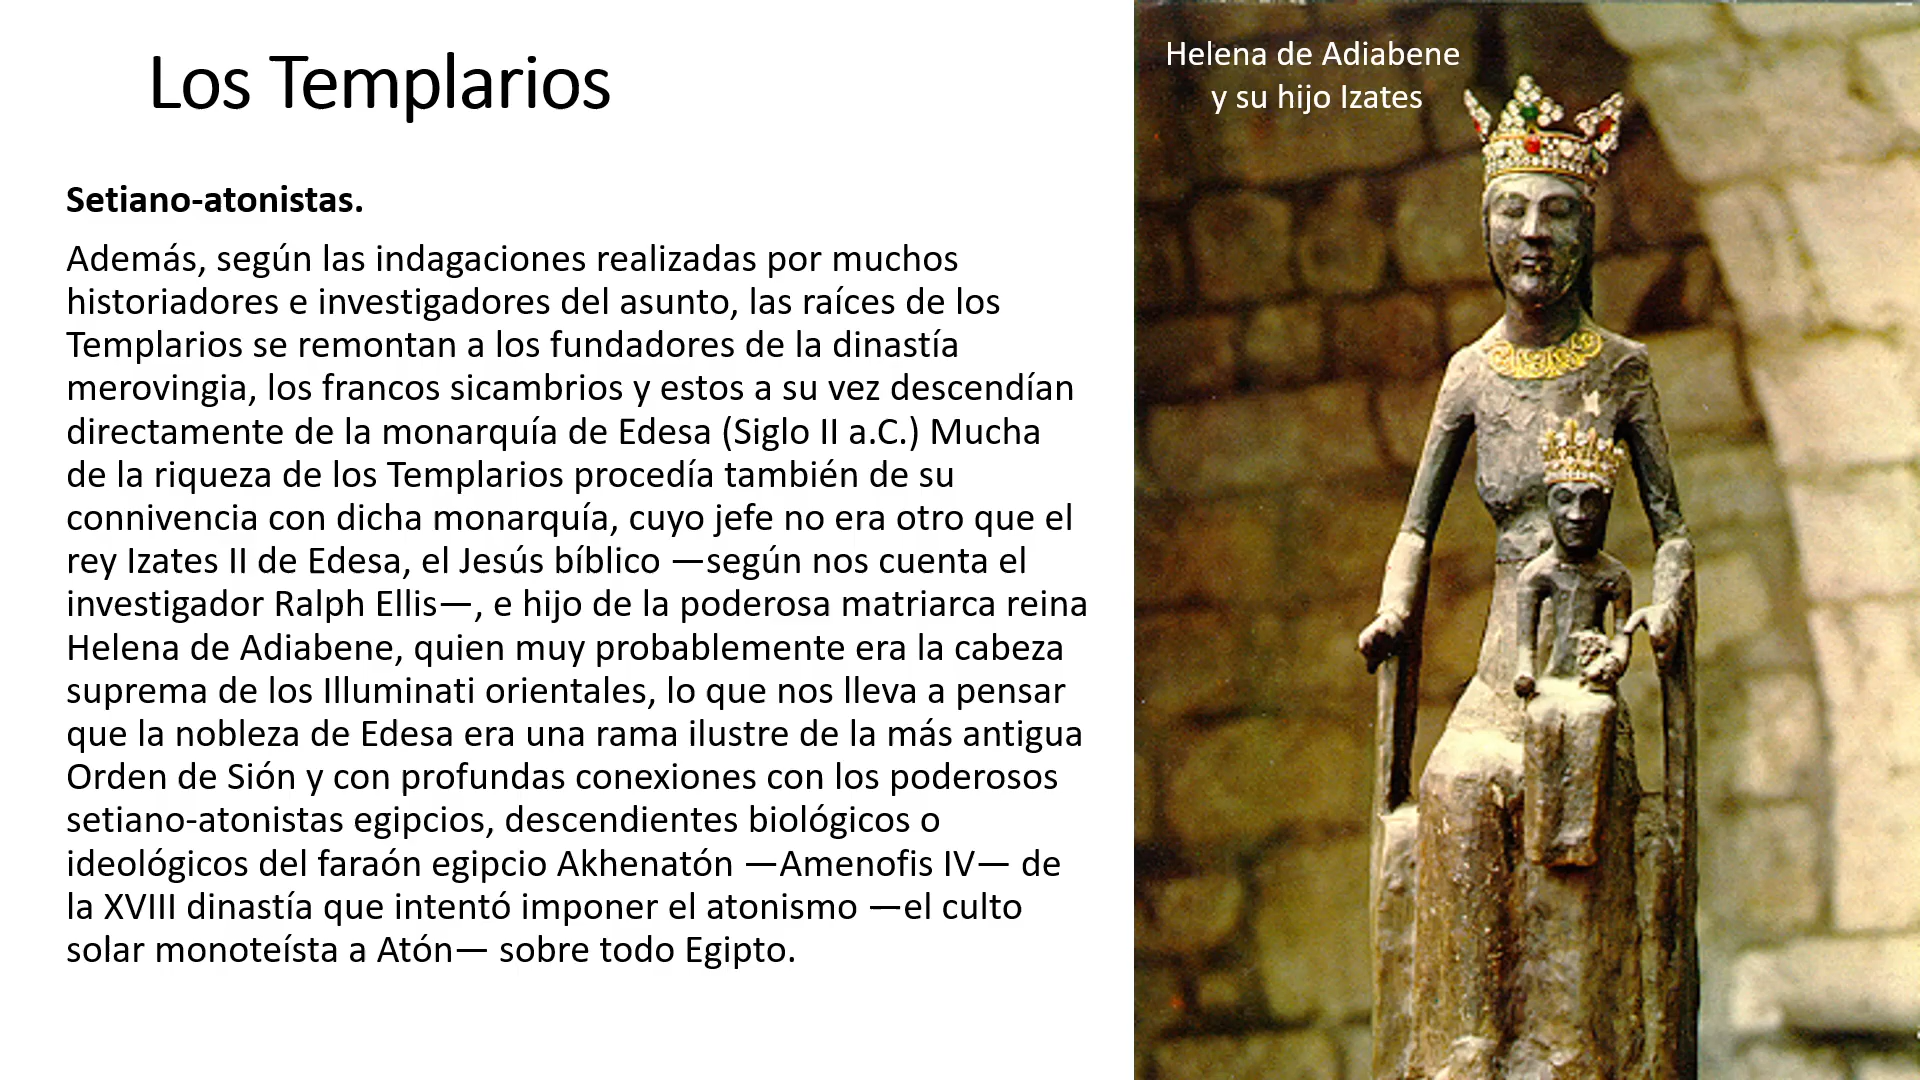 Los Templarios
Helena de Adiabene
y su hijo Izates
Setiano-atonistas.
Además, según las indagaciones realizadas por muchos
historiadores e investigadores del asunto, las raíces de los
Templarios se remontan a los fundadores de la dinastía
merovingia, los francos sicambrios y estos a su vez descendían
directamente de la monarquía de Edesa (Siglo II a.C.) Mucha
de la riqueza de los Templarios procedía también de su
connivencia con dicha monarquía, cuyo jefe no era otro que el
rey Izates II de Edesa, el Jesús bíblico —según nos cuenta el
investigador Ralph Ellis—, e hijo de la poderosa matriarca reina
Helena de Adiabene, quien muy probablemente era la cabeza
suprema de los Illuminati orientales, lo que nos lleva a pensar
que la nobleza de Edesa era una rama ilustre de la más antigua
Orden de Sión y con profundas conexiones con los poderosos
setiano-atonistas egipcios, descendientes biológicos o
ideológicos del faraón egipcio Akhenatón —Amenofis IV— de
la XVIII dinastía que intentó imponer el atonismo —el culto
solar monoteísta a Atón— sobre todo Egipto.